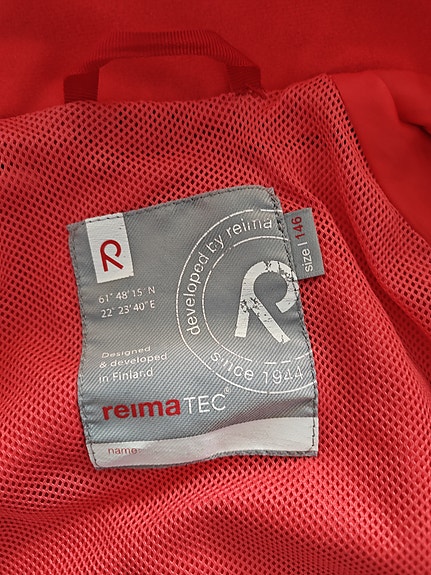 R
61° 48' 15" N
22° 23' 40" E
Designed
& developed
in Finland
reimaTEC®
name:
developed by reima
R
since 1944
size | 146